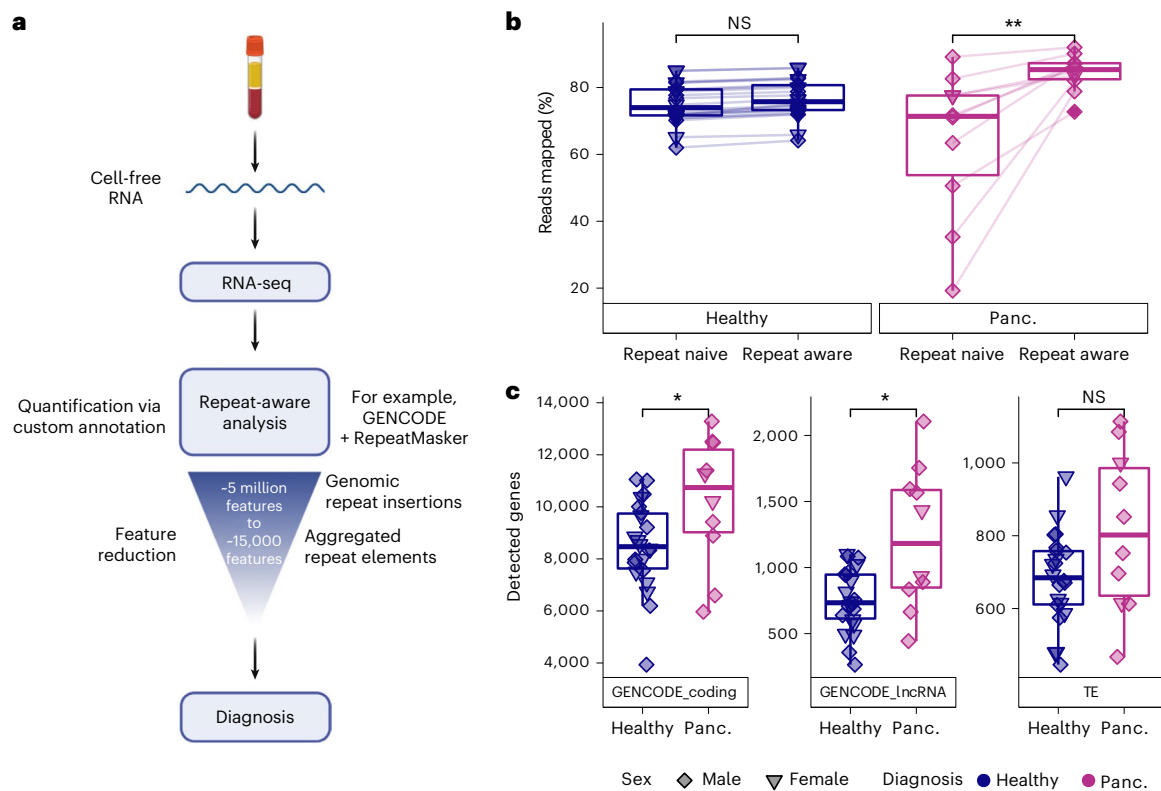 a
Cell-free
RNA
RNA-seq
Quantification via
custom annotation
Repeat-aware
analysis
For example,
GENCODE
+ RepeatMasker
Feature
reduction
~5 million
features
to
~15,000
features
Genomic
repeat insertions
Aggregated
repeat elements
Diagnosis
b
Reads mapped (%)
80
60
40
20
NS
**
Healthy
Panc.
Repeat naive
Repeat aware
Repeat naive
Repeat aware
c
Detected genes
14,000
12,000
10,000
8,000
6,000
4,000
*
GENCODE_coding
Healthy
Panc.
2,000
1,500
1,000
500
*
GENCODE_lncRNA
Healthy
Panc.
1,000
800
600
NS
TE
Healthy
Panc.
Sex Male Female Diagnosis Healthy Panc.